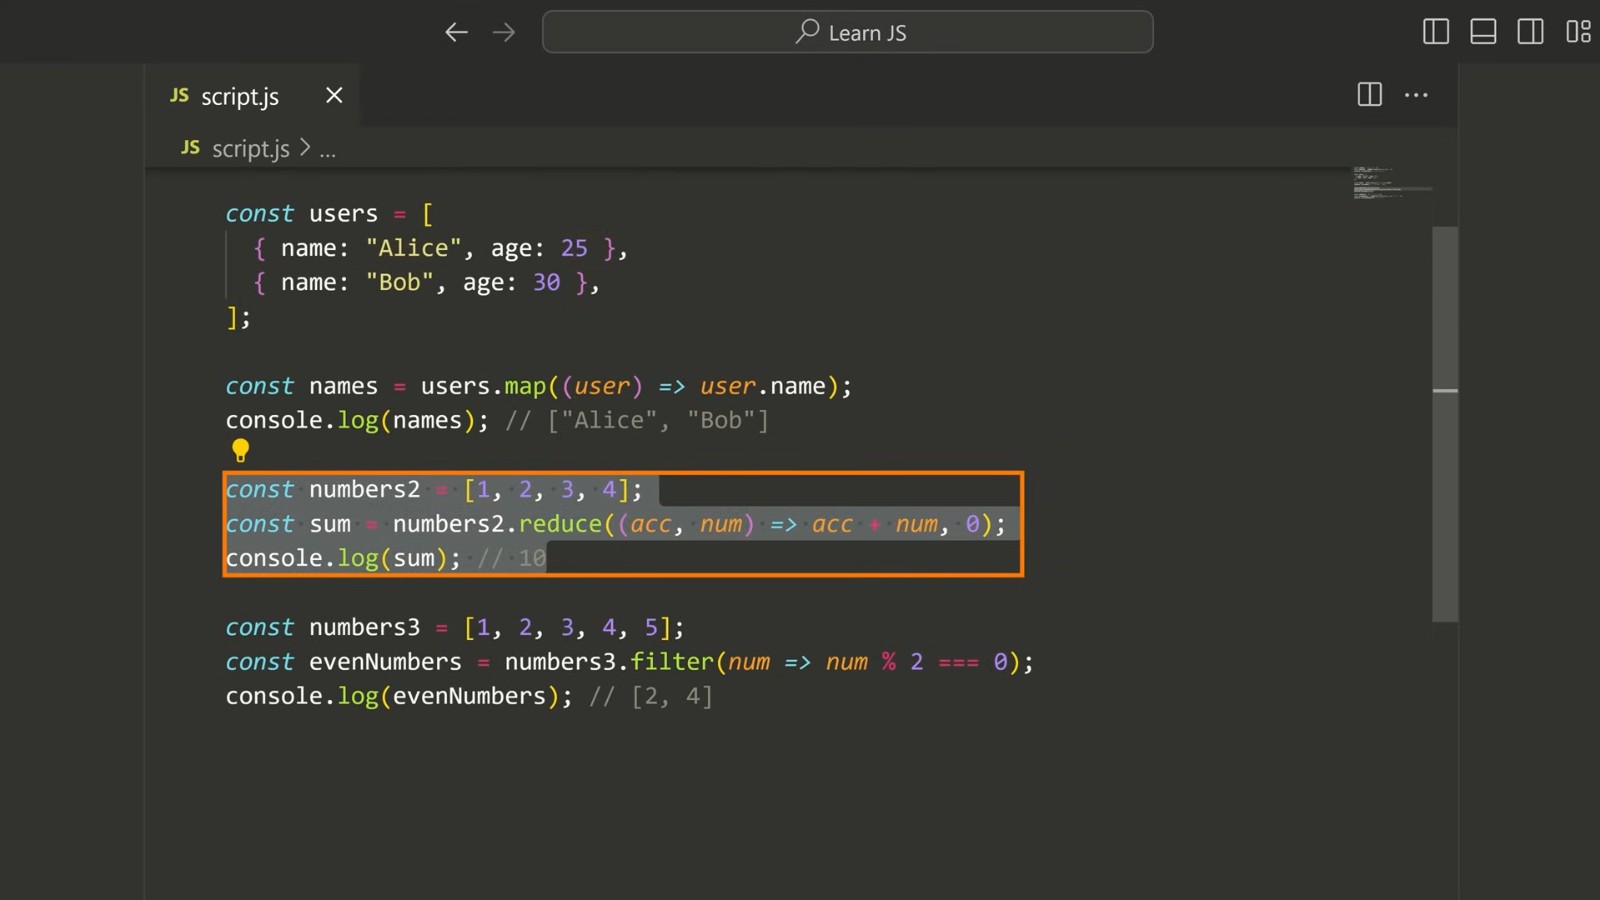 Learn JS
JS script.js
JS script.js > ...
const users = [
{ name: "Alice", age: 25 },
{ name: "Bob", age: 30 },
];
const names = users.map((user) => user.name);
console.log(names); // ["Alice", "Bob"]
const numbers2 = [1, 2, 3, 4];
const sum = numbers2.reduce((acc, num) => acc + num, 0);
console.log(sum); // 10
const numbers3 = [1, 2, 3, 4, 5];
const evenNumbers = numbers3.filter(num => num % 2 === 0);
console.log(evenNumbers); // [2, 4]